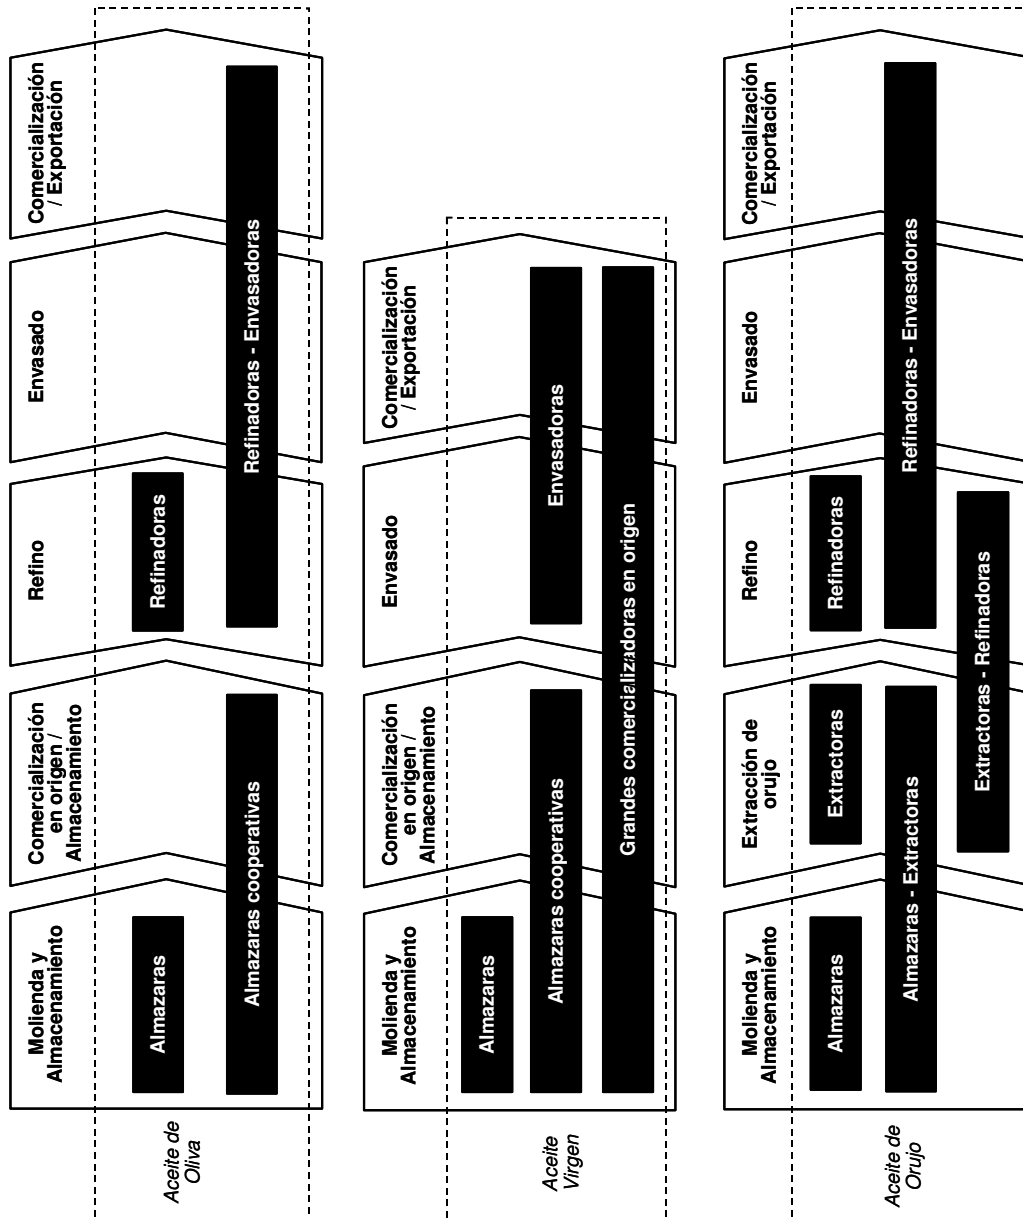 Aceite de
Oliva
Molienda y
Almacenamiento
Comercialización
en origen /
Almacenamiento
Refino
Envasado
Comercialización
/ Exportación
Almazaras
Refinadoras
Almazaras cooperativas
Refinadoras - Envasadoras
Aceite
Virgen
Molienda y
Almacenamiento
Comercialización
en origen /
Almacenamiento
Envasado
Comercialización
/ Exportación
Almazaras
Almazaras cooperativas
Envasadoras
Grandes comercializadoras en origen
Aceite de
Orujo
Molienda y
Almacenamiento
Extracción de
orujo
Refino
Envasado
Comercialización
/ Exportación
Almazaras
Extractoras
Refinadoras
Almazaras - Extractoras
Refinadoras - Envasadoras
Extractoras - Refinadoras